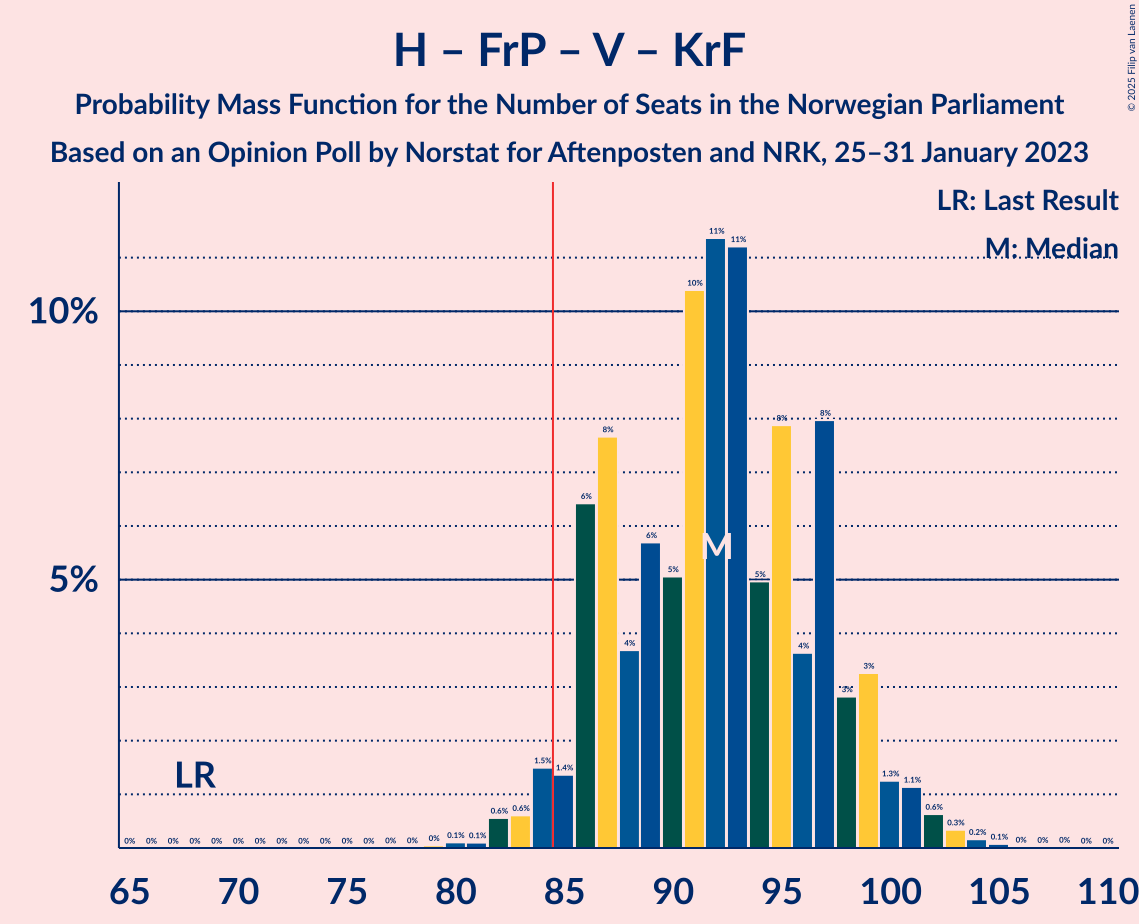 H – FrP – V – KrF
Probability Mass Function for the Number of Seats in the Norwegian Parliament
Based on an Opinion Poll by Norstat for Aftenposten and NRK, 25–31 January 2023
© 2025 Filip van Laenen
LR: Last Result
M: Median
10%
5%
LR
M
0% 0% 0% 0% 0% 0% 0% 0% 0% 0% 0% 0% 0% 0% 0% 0.1% 0.1% 0.6% 0.6% 1.5% 1.4% 6% 8% 4% 6% 5% 10% 11% 11% 5% 8% 4% 8% 3% 3% 1.3% 1.1% 0.6% 0.3% 0.2% 0.1% 0% 0% 0% 0% 0%
65 70 75 80 85 90 95 100 105 110